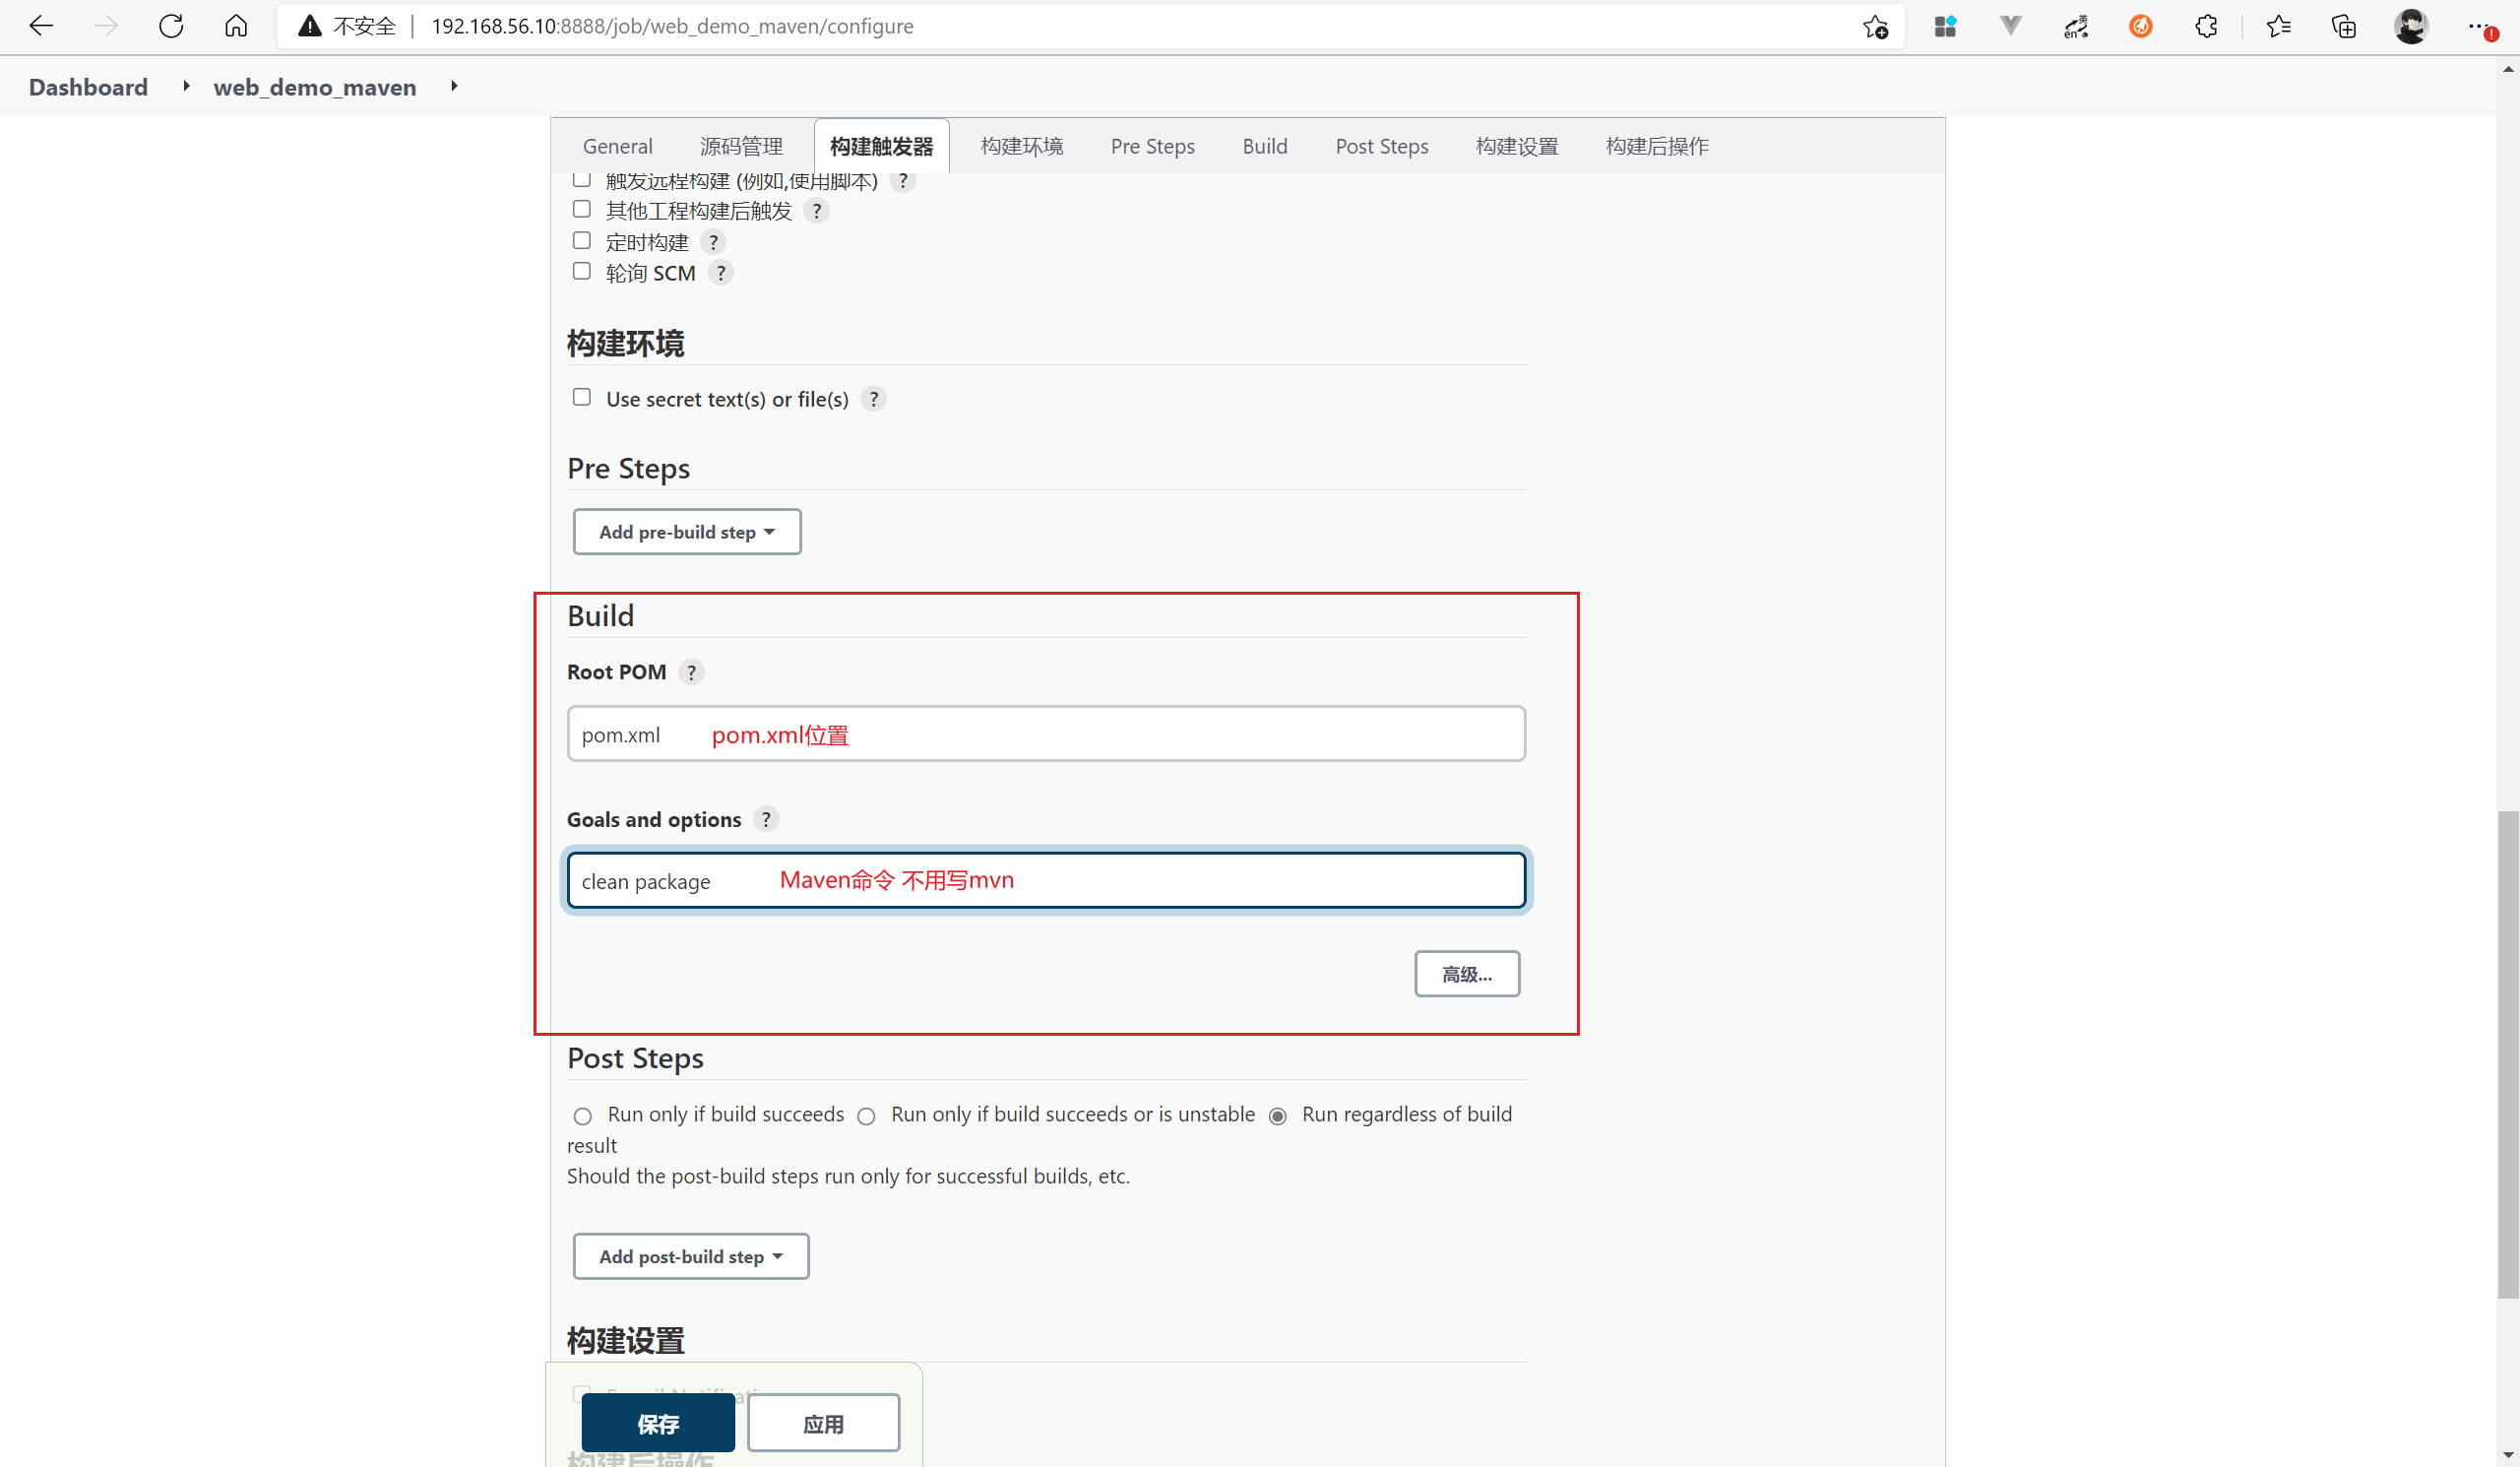 不安全 192.168.56.10:8888/job/web_demo_maven/configure
Dashboard web_demo_maven
General 源码管理 构建触发器 构建环境 Pre Steps Build Post Steps 构建设置 构建后操作
触发远程构建 (例如,使用脚本) ?
其他工程构建后触发 ?
定时构建 ?
轮询 SCM ?
构建环境
Use secret text(s) or file(s) ?
Pre Steps
Add pre-build step
Build
Root POM ?
pom.xml pom.xml位置
Goals and options ?
clean package Maven命令 不用写mvn
高级...
Post Steps
Run only if build succeeds Run only if build succeeds or is unstable Run regardless of build
result
Should the post-build steps run only for successful builds, etc.
Add post-build step
构建设置
保存 应用
构建后操作